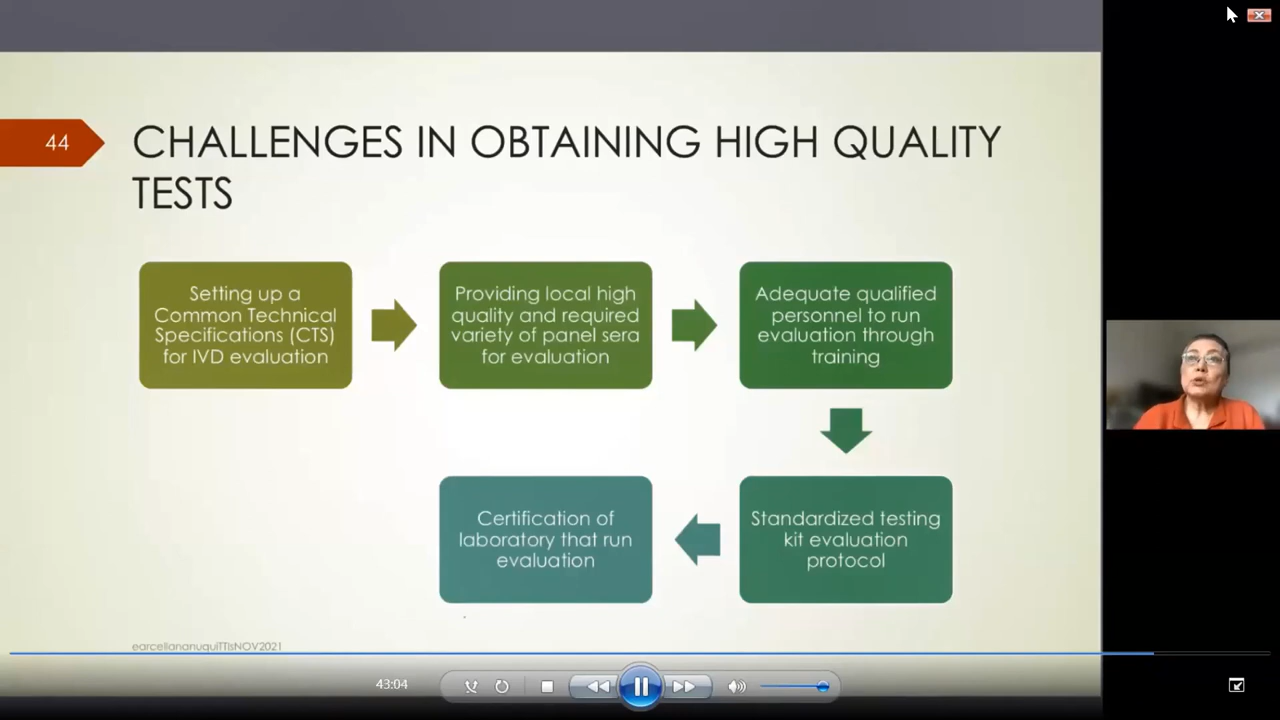 44
CHALLENGES IN OBTAINING HIGH QUALITY
TESTS
Setting up a
Common Technical
Specifications (CTS)
for IVD evaluation
Providing local high
quality and required
variety of panel sera
for evaluation
Adequate qualified
personnel to run
evaluation through
training
Standardized testing
kit evaluation
protocol
Certification of
laboratory that run
evaluation
earcellananuquiTTIsNOV2021
43:04